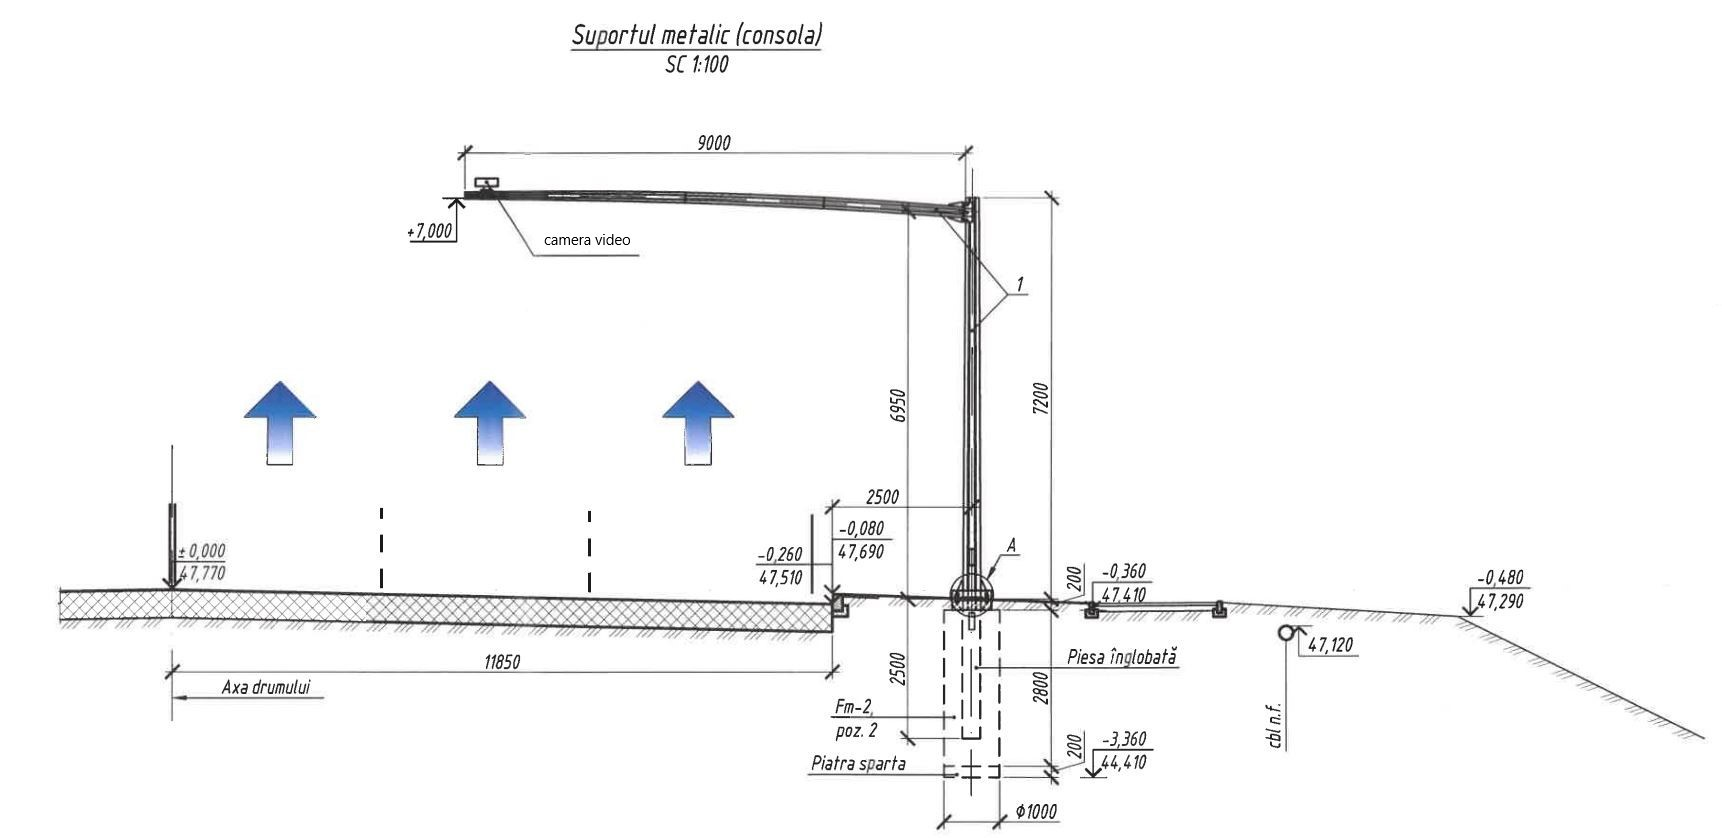 Suportul metalic (consola)
SC 1:100
9000
+7,000
camera video
1
6950
7200
2500
±0,000
47,770
-0,260
47,510
-0,080
47,690
A
200
-0,360
47,410
-0,480
47,290
47,120
11850
Axa drumului
2500
Piesa înglobată
2800
Fm-2,
poz. 2
cbl n.f.
Piatra sparta
200
-3,360
44,410
Φ1000